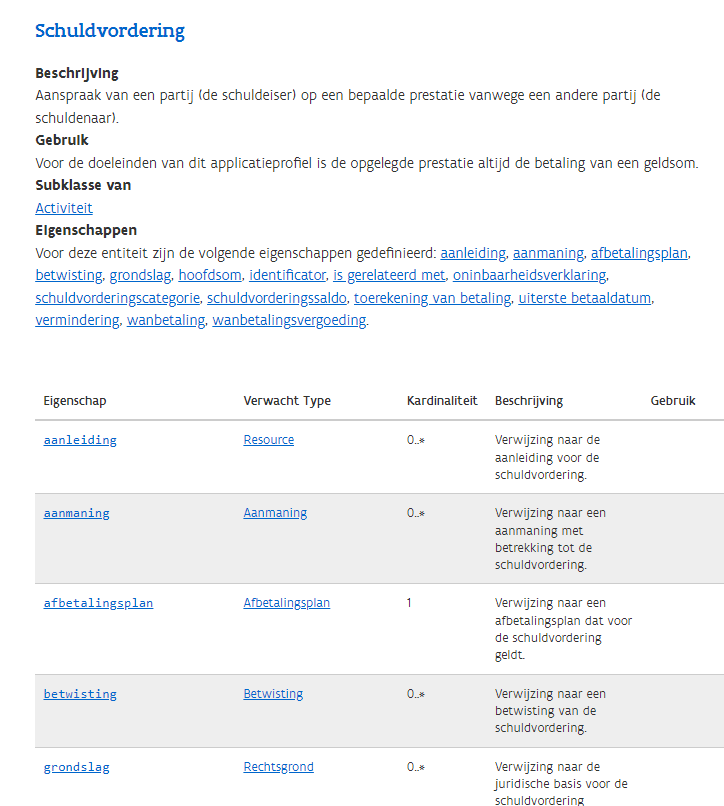 Schuldvordering
Beschrijving
Aanspraak van een partij (de schuldeiser) op een bepaalde prestatie vanwege een andere partij (de
schuldenaar).
Gebruik
Voor de doeleinden van dit applicatieprofiel is de opgelegde prestatie altijd de betaling van een geldsom.
Subklasse van
Activiteit
Eigenschappen
Voor deze entiteit zijn de volgende eigenschappen gedefinieerd: aanleiding, aanmaning, afbetalingsplan,
betwisting, grondslag, hoofdsom, identificator, is gerelateerd met, oninbaarheidsverklaring,
schuldvorderingscategorie, schuldvorderingssaldo, toerekening van betaling, uiterste betaaldatum,
vermindering, wanbetaling, wanbetalingsvergoeding.
Eigenschap Verwacht Type Kardinaliteit Beschrijving Gebruik
aanleiding Resource 0..* Verwijzing naar de
aanleiding voor de
schuldvordering.
aanmaning Aanmaning 0..* Verwijzing naar een
aanmaning met
betrekking tot de
schuldvordering.
afbetalingsplan Afbetalingsplan 1 Verwijzing naar een
afbetalingsplan dat voor
de schuldvordering
geldt.
betwisting Betwisting 0..* Verwijzing naar een
betwisting van de
schuldvordering.
grondslag Rechtsgrond 0..* Verwijzing naar de
juridische basis voor de
schuldvordering